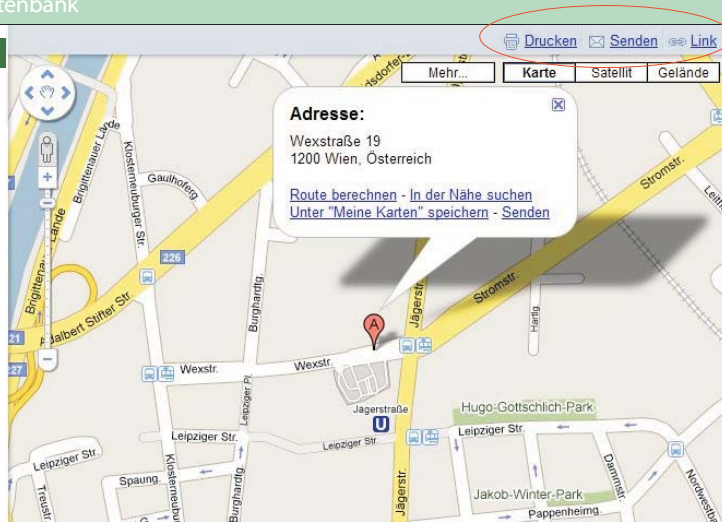 tenbank
Drucken Senden Link
Mehr... Karte Satellit Gelände
Adresse:
Wexstraße 19
1200 Wien, Österreich
Route berechnen - In der Nähe suchen
Unter "Meine Karten" speichern - Senden
Brigittenauer Lände
Klosterneuburger Str.
Gaulhoferg.
Stromstr.
226
Burghardtg.
Jägerstr.
Stromstr.
Hartlg
Adalbert Stifter Str.
21
227
A
Wexstr.
Wexstr.
Leipziger Pl.
Jägerstraße
U
Hugo-Gottschlich-Park
Leipziger Str.
Leipziger Str.
Leipziger Str.
Leipziger Str.
Spaung.
Treustr.
Klosterneubu
Burghardtg.
Jägerstr.
Jakob-Winter-Park
Dammstr.
Pappenheimg.
Nordwestb